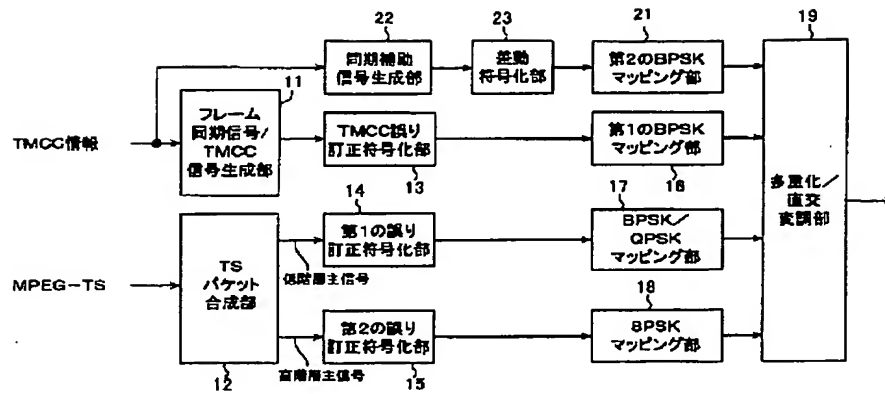 22
同期補助
信号生成部
23
差動
符号化部
21
第2のBPSK
マッピング部
19
多重化／
直交
変調部
TMCC情報
11
フレーム
同期信号/
TMCC
信号生成部
TMCC誤り
訂正符号化部
13
第1のBPSK
マッピング部
16
MPEG-TS
TS
パケット
合成部
12
低階層主信号
14
第1の誤り
訂正符号化部
17
BPSK／
QPSK
マッピング部
高階層主信号
第2の誤り
訂正符号化部
15
18
8PSK
マッピング部